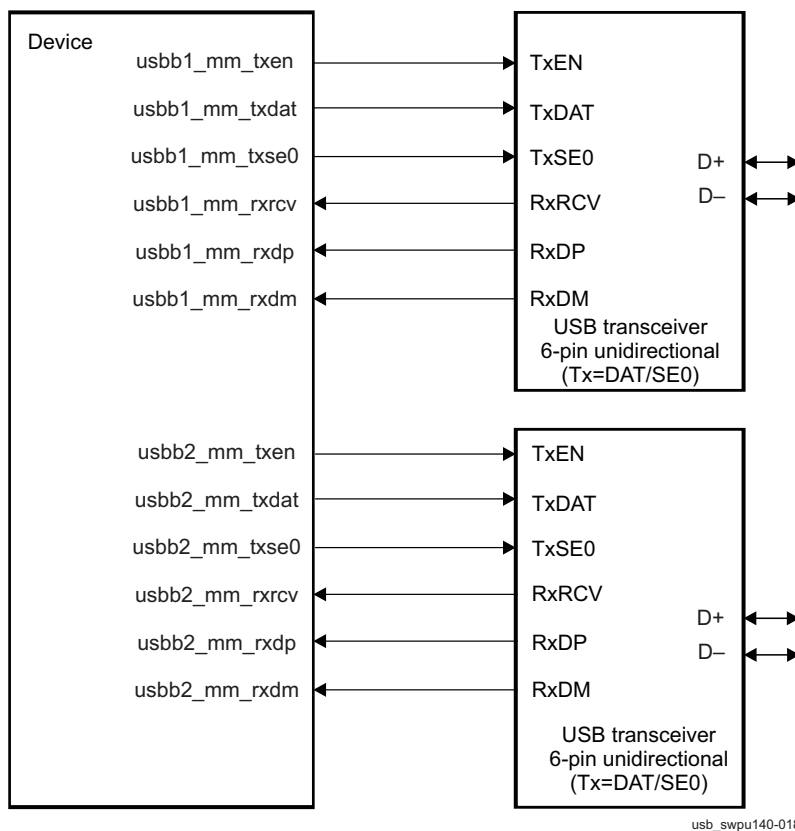 Device
usbb1_mm_txen
TxEN
usbb1_mm_txdat
TxDAT
usbb1_mm_txse0
TxSE0
D+
usbb1_mm_rxrcv
RxRCV
D–
usbb1_mm_rxdp
RxDP
usbb1_mm_rxdm
RxDM
USB transceiver
6-pin unidirectional
(Tx=DAT/SE0)
usbb2_mm_txen
TxEN
usbb2_mm_txdat
TxDAT
usbb2_mm_txse0
TxSE0
usbb2_mm_rxrcv
RxRCV
D+
usbb2_mm_rxdp
RxDP
D–
usbb2_mm_rxdm
RxDM
USB transceiver
6-pin unidirectional
(Tx=DAT/SE0)
usb_swpu140-018